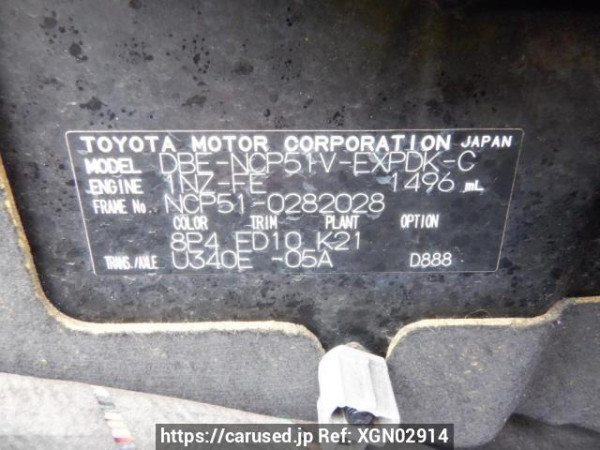 TOYOTA MOTOR CORPORATION JAPAN
MODEL DBE-NCP51V-EXPDK-G
ENGINE 1NZ-FE 1496 mL
FRAME No. NCP51-0282028
COLOR TRIM PLANT OPTION
8P4 ED10 K21
TRANS./AXLE U340E -05A D888
https://carused.jp Ref: XGN02914